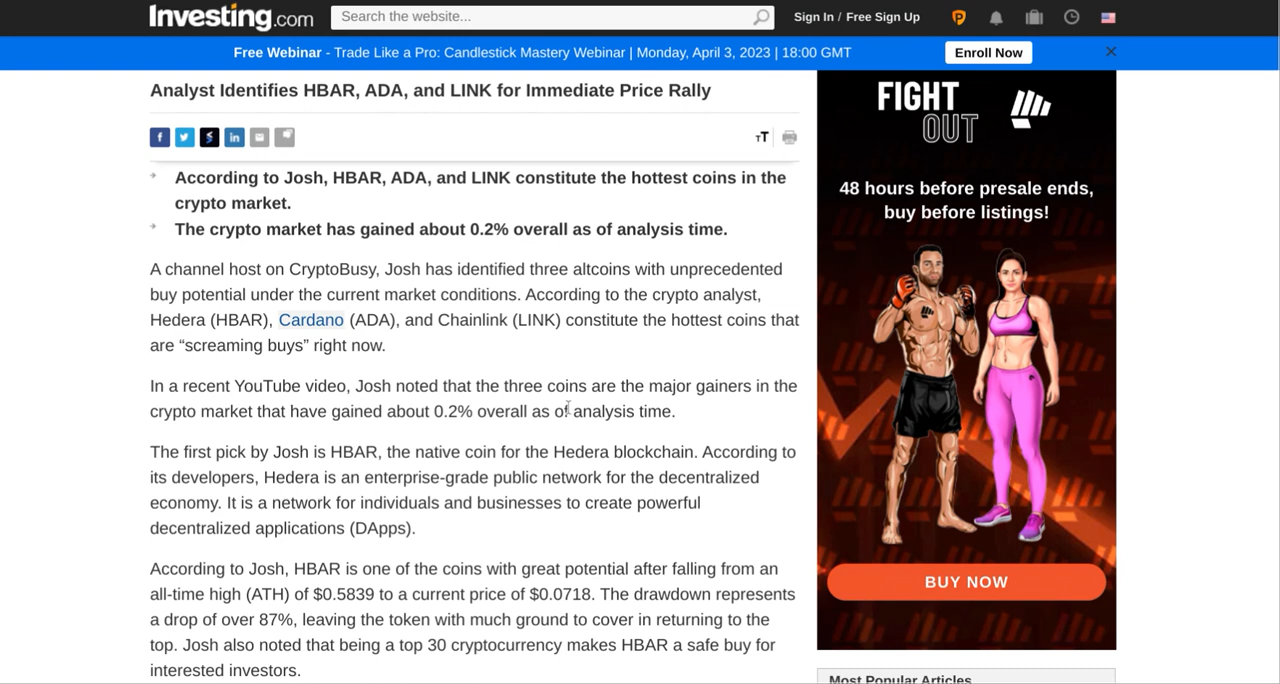 Investing.com
Search the website...
Sign In / Free Sign Up
Free Webinar - Trade Like a Pro: Candlestick Mastery Webinar | Monday, April 3, 2023 | 18:00 GMT
Enroll Now
Analyst Identifies HBAR, ADA, and LINK for Immediate Price Rally
According to Josh, HBAR, ADA, and LINK constitute the hottest coins in the
crypto market.
The crypto market has gained about 0.2% overall as of analysis time.
A channel host on CryptoBusy, Josh has identified three altcoins with unprecedented
buy potential under the current market conditions. According to the crypto analyst,
Hedera (HBAR), Cardano (ADA), and Chainlink (LINK) constitute the hottest coins that
are “screaming buys” right now.
In a recent YouTube video, Josh noted that the three coins are the major gainers in the
crypto market that have gained about 0.2% overall as of analysis time.
The first pick by Josh is HBAR, the native coin for the Hedera blockchain. According to
its developers, Hedera is an enterprise-grade public network for the decentralized
economy. It is a network for individuals and businesses to create powerful
decentralized applications (DApps).
According to Josh, HBAR is one of the coins with great potential after falling from an
all-time high (ATH) of $0.5839 to a current price of $0.0718. The drawdown represents
a drop of over 87%, leaving the token with much ground to cover in returning to the
top. Josh also noted that being a top 30 cryptocurrency makes HBAR a safe buy for
interested investors.
FIGHT
OUT
48 hours before presale ends,
buy before listings!
BUY NOW
Most Popular Articles